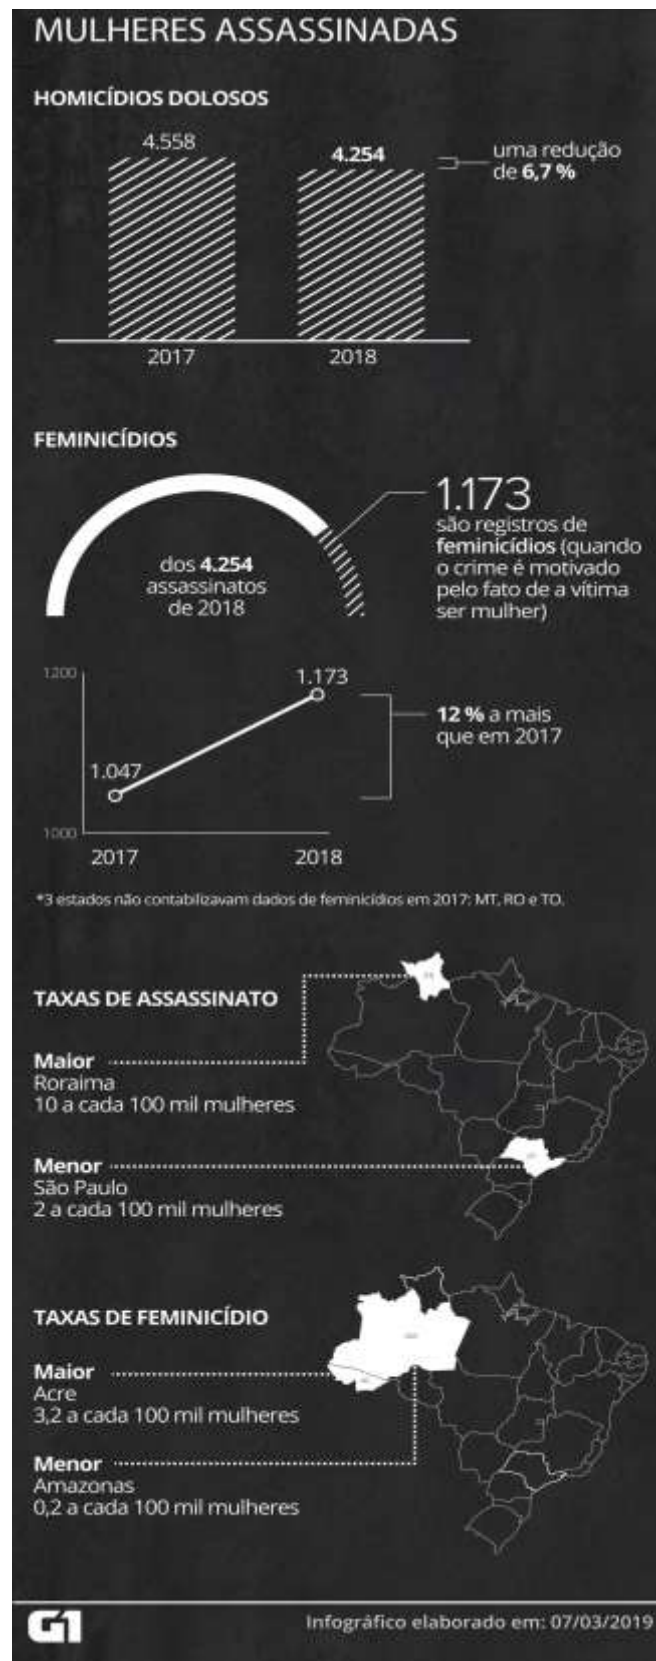 MULHERES ASSASSINADAS
HOMICÍDIOS DOLOSOS
4.558
4.254
uma redução
de 6,7 %
2017
2018
FEMINICÍDIOS
dos 4.254
assassinatos
de 2018
1.173
são registros de
feminicídios (quando
o crime é motivado
pelo fato de a vítima
ser mulher)
1200
1.173
12 % a mais
que em 2017
1.047
1000
2017
2018
*3 estados não contabilizavam dados de feminicídios em 2017: MT, RO e TO.
TAXAS DE ASSASSINATO
Maior
Roraima
10 a cada 100 mil mulheres
Menor
São Paulo
2 a cada 100 mil mulheres
TAXAS DE FEMINICÍDIO
Maior
Acre
3,2 a cada 100 mil mulheres
Menor
Amazonas
0,2 a cada 100 mil mulheres
G1
Infográfico elaborado em: 07/03/2019